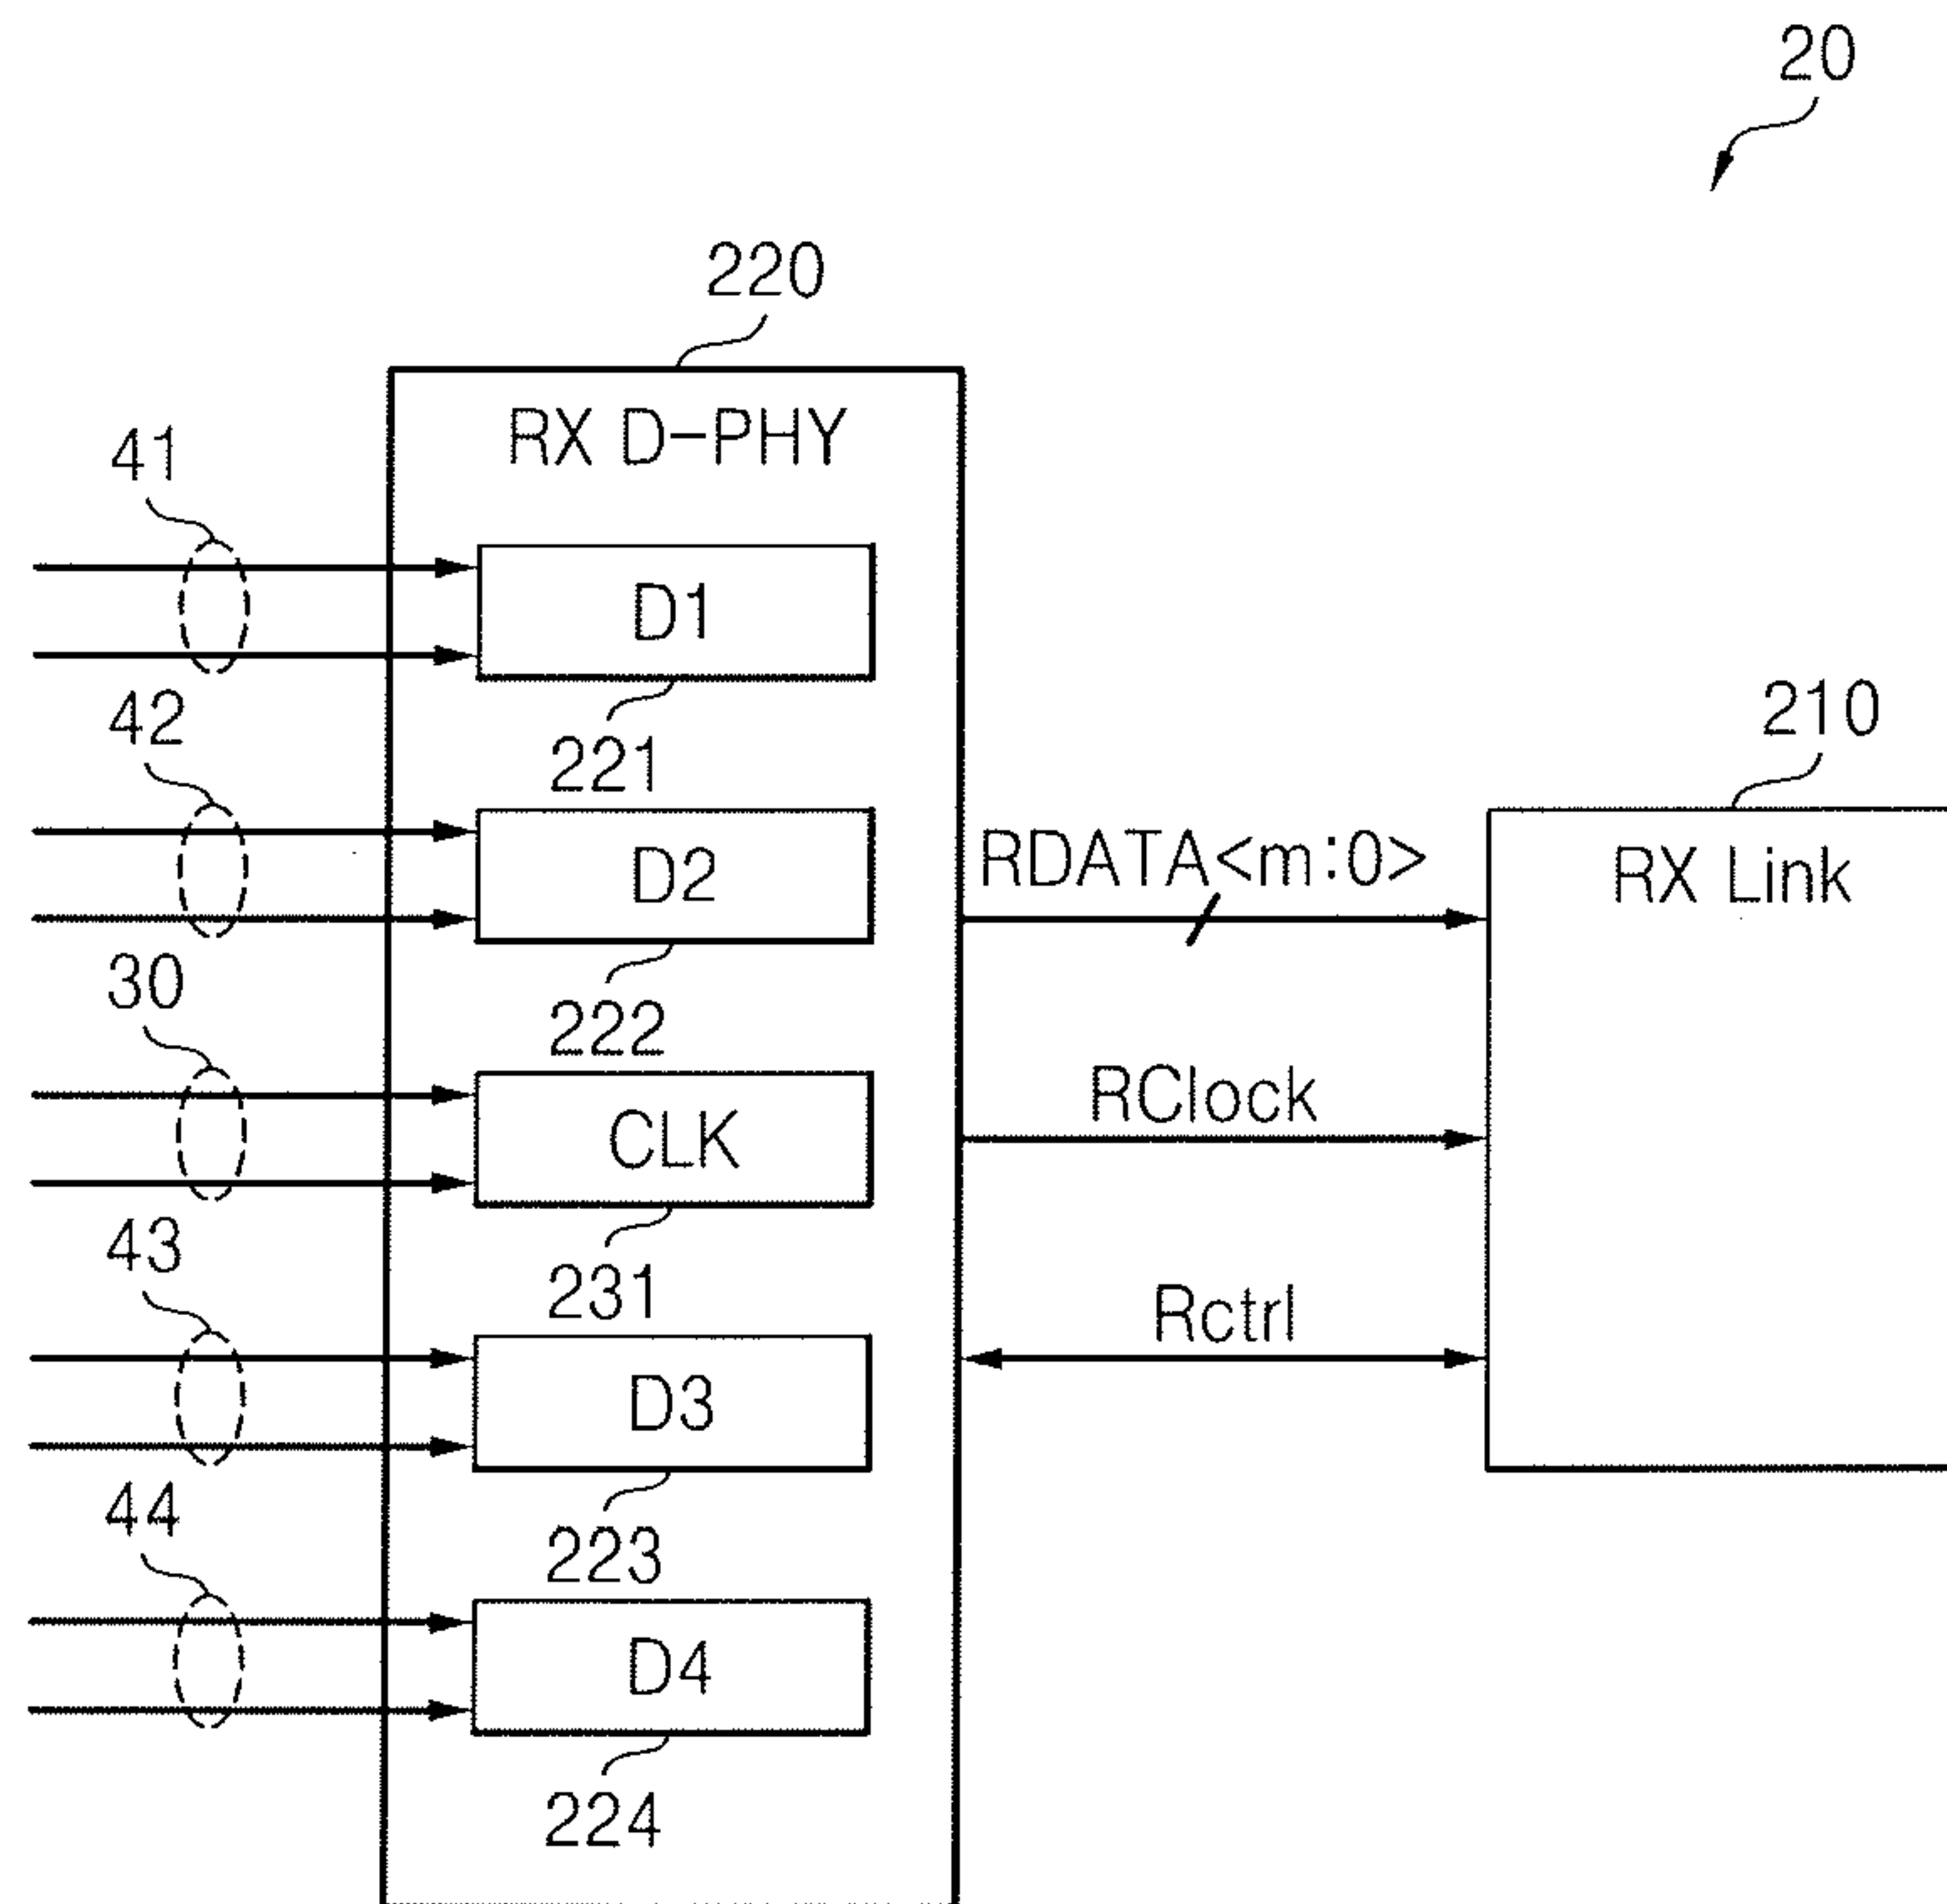 20
220
RX D-PHY
41
D1
221
42
D2
222
30
CLK
231
43
D3
223
44
D4
224
RDATA<m:0>
RClock
Rctrl
210
RX Link